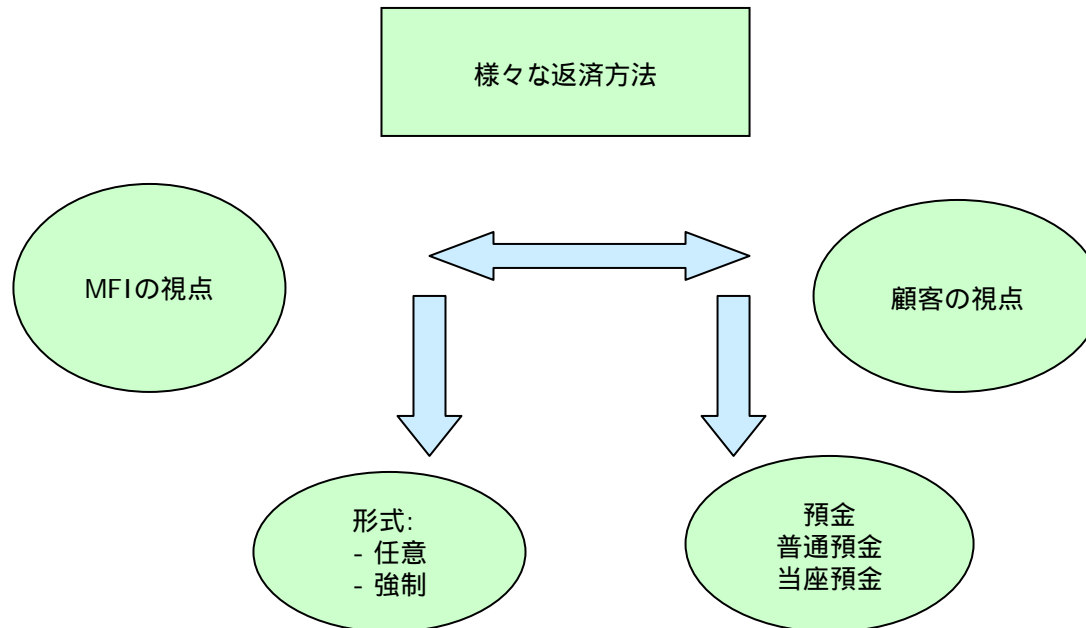 様々な返済方法
MFIの視点
顧客の視点
形式:
- 任意
- 強制
預金
普通預金
当座預金